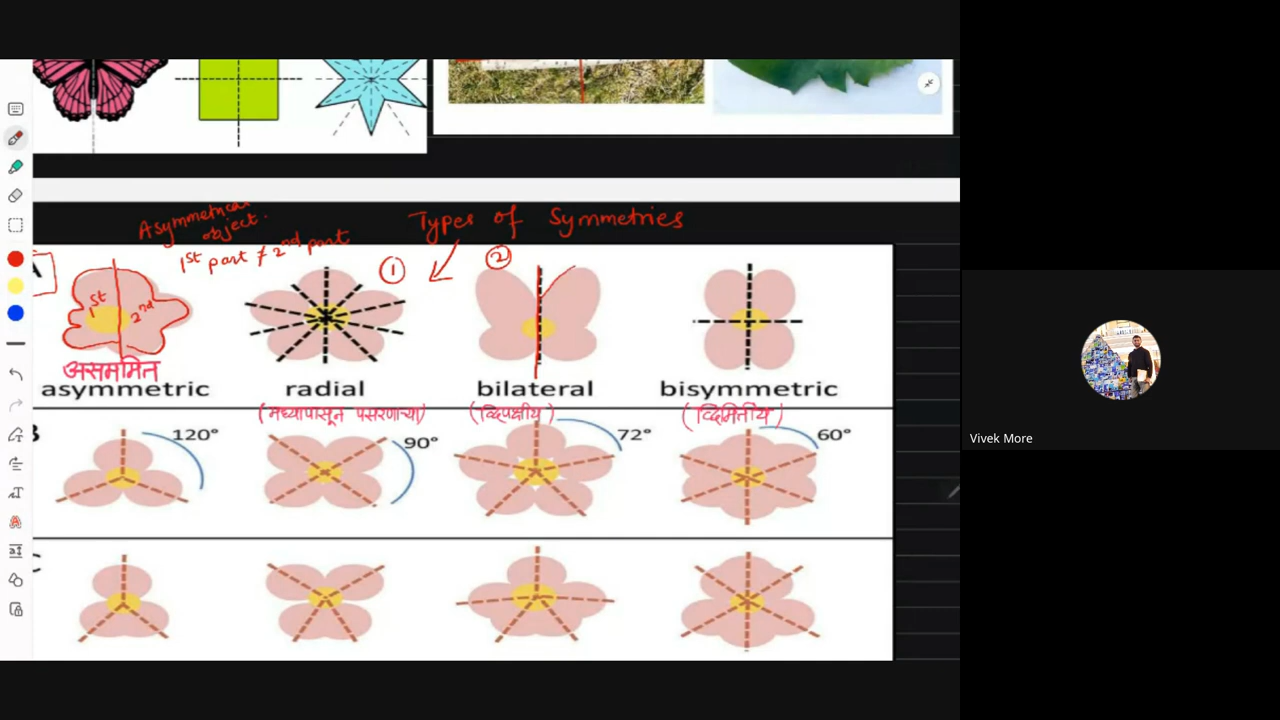 Asymmetrical
object.
Types of Symmetries
1st part ≠ 2nd part
①
②
A
1st
2nd
असममित
asymmetric
radial
bilateral
bisymmetric
(मध्यापासून पसरणाऱ्या)
(द्विपक्षीय)
(द्विमितीय)
B
120°
90°
72°
60°
C
Vivek More